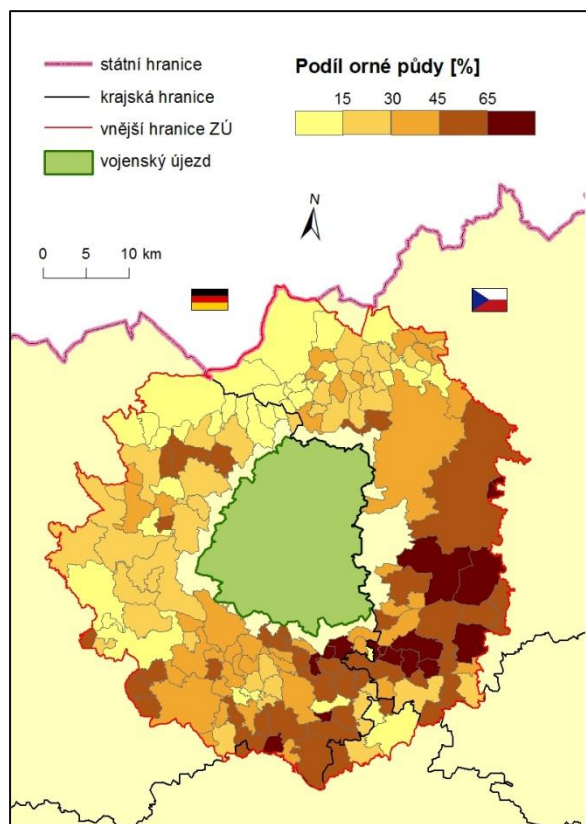 státní hranice
krajská hranice
vnější hranice ZÚ
vojenský újezd
Podíl orné půdy [%]
15 30 45 65
N
0 5 10 km